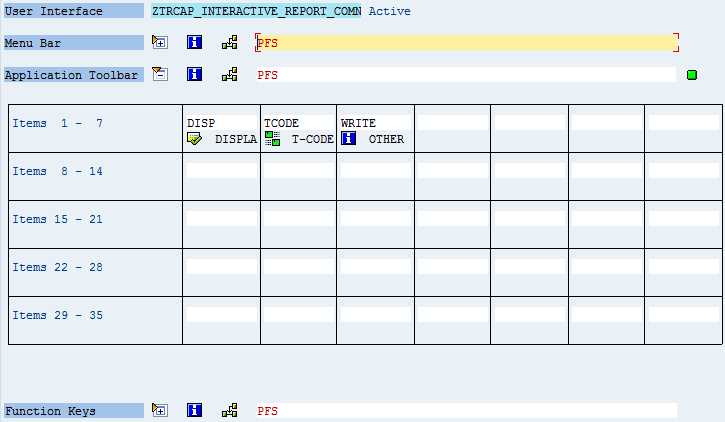 User Interface ZTRCAP_INTERACTIVE_REPORT_COMN Active
Menu Bar PFS
Application Toolbar PFS
Items 1 - 7 DISP TCODE WRITE
DISPLA T-CODE OTHER
Items 8 - 14
Items 15 - 21
Items 22 - 28
Items 29 - 35
Function Keys PFS